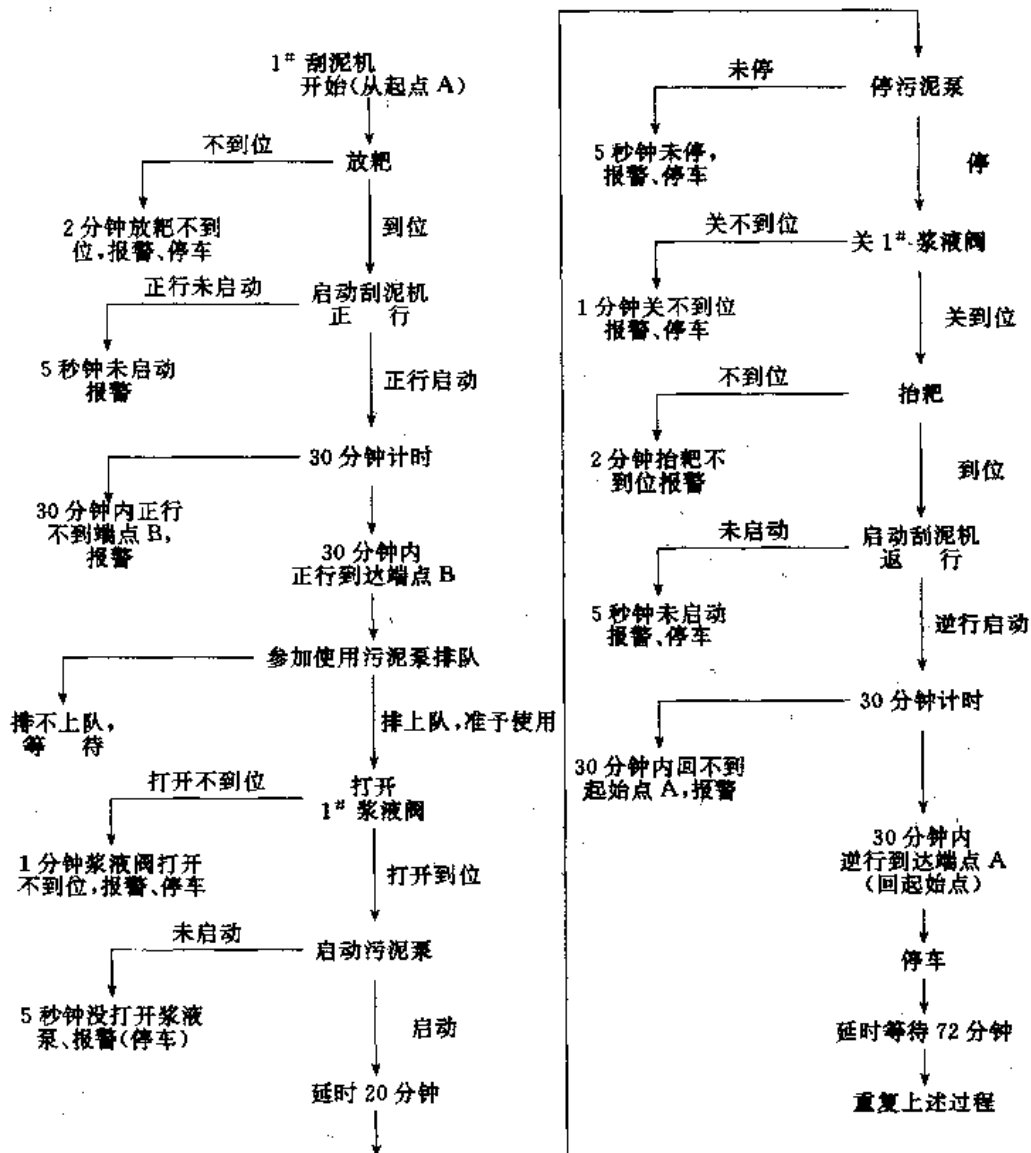 1# 刮泥机
开始(从起点 A)
不到位
放耙
2 分钟放耙不到
位,报警、停车
到位
正行未启动
启动刮泥机
正 行
5 秒钟未启动
报警
正行启动
30 分钟计时
30 分钟内正行
不到端点 B,
报警
30 分钟内
正行到达端点 B
参加使用污泥泵排队
排不上队,
等 待
排上队,准予使用
打开不到位
打开
1# 浆液阀
1 分钟浆液阀打开
不到位,报警、停车
打开到位
未启动
启动污泥泵
5 秒钟没打开浆液
泵、报警(停车)
启动
延时 20 分钟
未停
停污泥泵
5 秒钟未停,
报警、停车
停
关不到位
关 1# 浆液阀
1 分钟关不到位
报警、停车
关到位
不到位
抬耙
2 分钟抬耙不
到位报警
到位
未启动
启动刮泥机
返 行
5 秒钟未启动
报警、停车
逆行启动
30 分钟计时
30 分钟内回不到
起始点 A,报警
30 分钟内
逆行到达端点 A
(回起始点)
停车
延时等待 72 分钟
重复上述过程